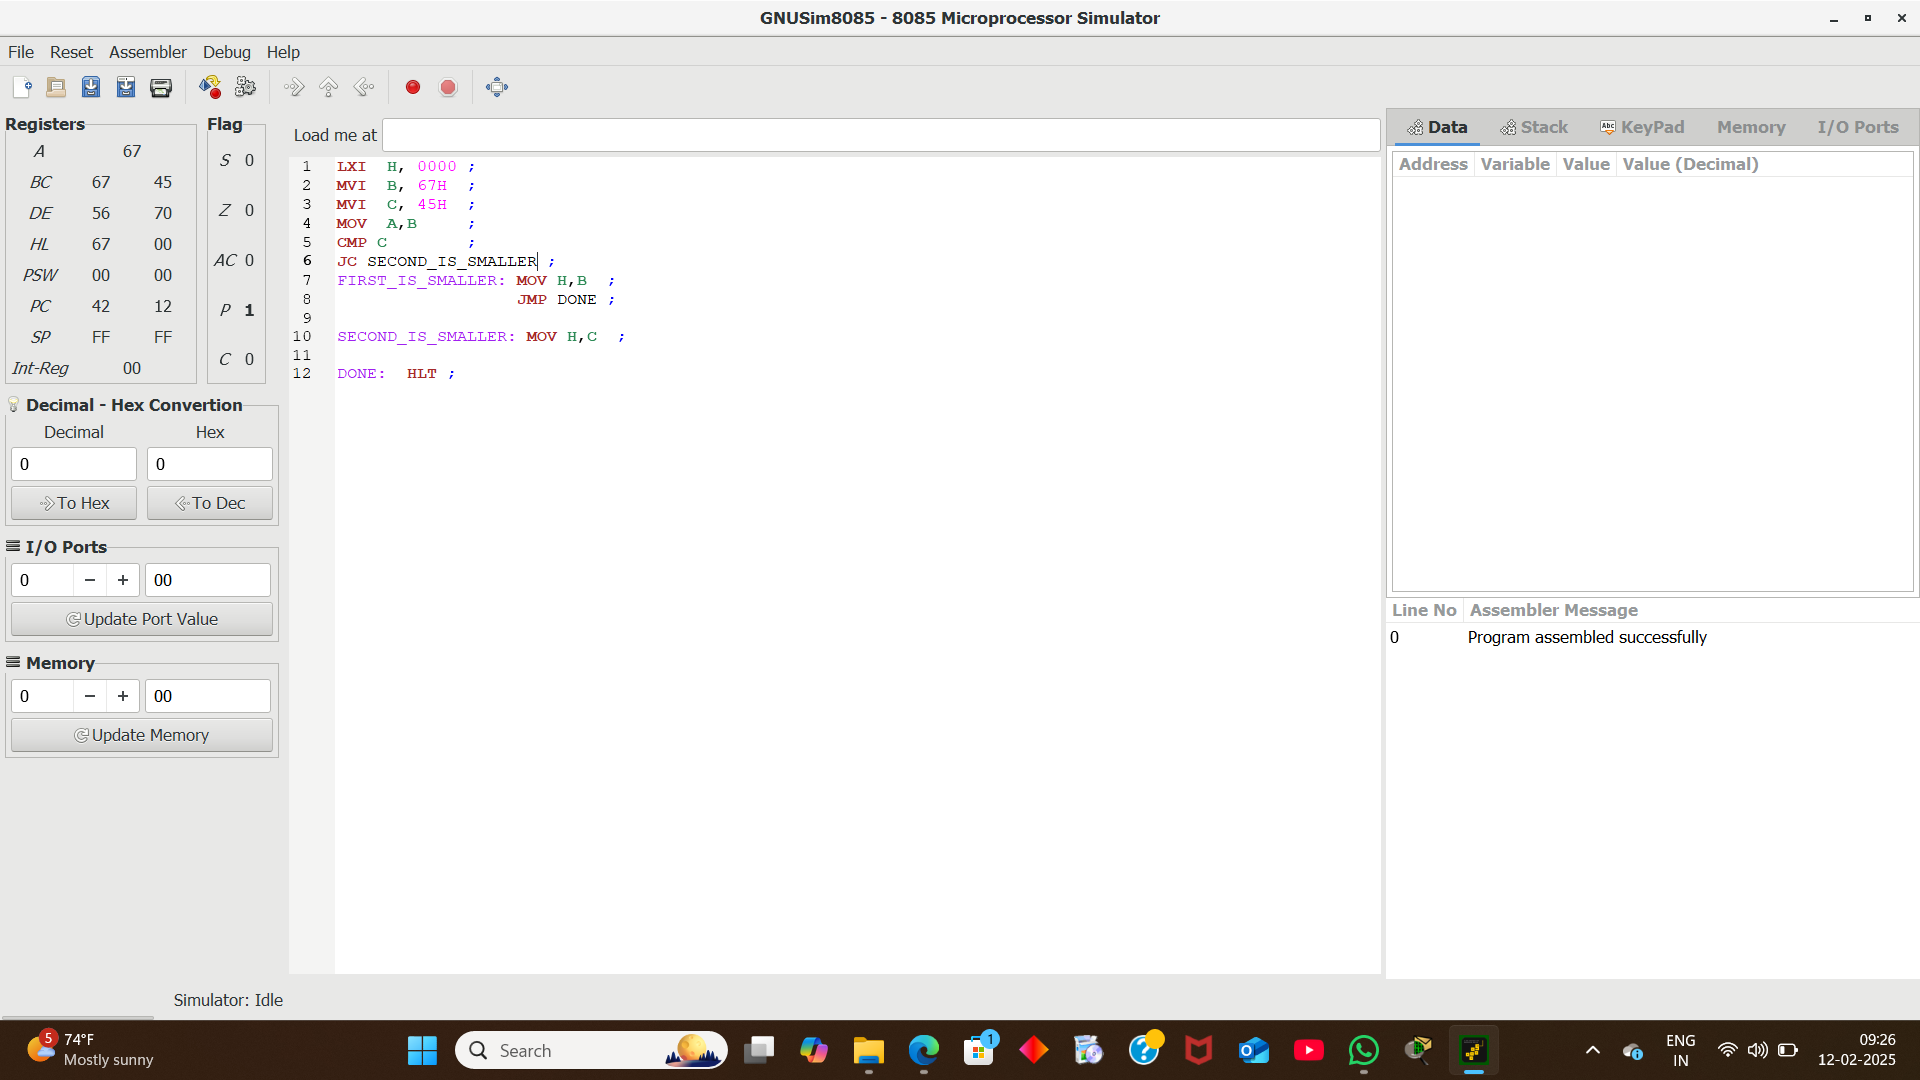 GNUSim8085 - 8085 Microprocessor Simulator
File Reset Assembler Debug Help
Registers
A 67
BC 67 45
DE 56 70
HL 67 00
PSW 00 00
PC 42 12
SP FF FF
Int-Reg 00
Flag
S 0
Z 0
AC 0
P 1
C 0
Decimal - Hex Convertion
Decimal Hex
0 0
To Hex To Dec
I/O Ports
0 − + 00
Update Port Value
Memory
0 − + 00
Update Memory
Load me at
1 LXI H, 0000 ;
2 MVI B, 67H ;
3 MVI C, 45H ;
4 MOV A,B ;
5 CMP C ;
6 JC SECOND_IS_SMALLER ;
7 FIRST_IS_SMALLER: MOV H,B ;
8 JMP DONE ;
9
10 SECOND_IS_SMALLER: MOV H,C ;
11
12 DONE: HLT ;
Data Stack Abc KeyPad Memory I/O Ports
Address Variable Value Value (Decimal)
Line No Assembler Message
0 Program assembled successfully
Simulator: Idle
5 74°F
Mostly sunny
Search
1
ENG
IN
09:26
12-02-2025